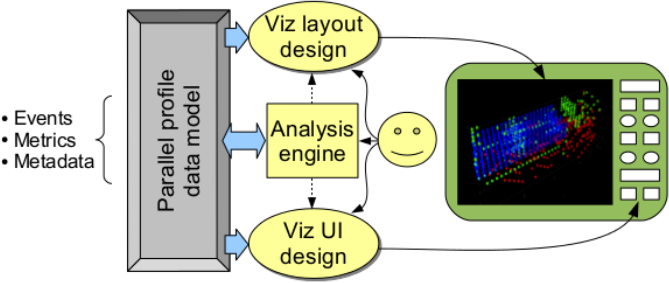 • Events
• Metrics
• Metadata
Parallel profile
data model
Viz layout
design
Analysis
engine
Viz UI
design